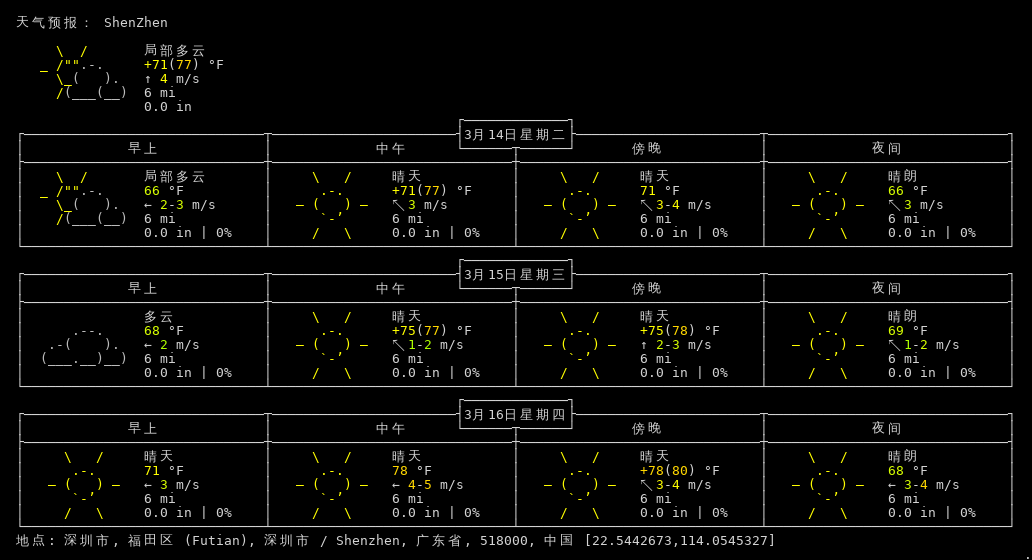 天气预报： ShenZhen
局部多云
+71(77) °F
↑ 4 m/s
6 mi
0.0 in
3月14日星期二
早上 中午 傍晚 夜间
局部多云 晴天 晴天 晴朗
66 °F +71(77) °F 71 °F 66 °F
← 2-3 m/s ↖ 3 m/s ↖ 3-4 m/s ↖ 3 m/s
6 mi 6 mi 6 mi 6 mi
0.0 in | 0% 0.0 in | 0% 0.0 in | 0% 0.0 in | 0%
3月15日星期三
早上 中午 傍晚 夜间
多云 晴天 晴天 晴朗
68 °F +75(77) °F +75(78) °F 69 °F
← 2 m/s ↖ 1-2 m/s ↑ 2-3 m/s ↖ 1-2 m/s
6 mi 6 mi 6 mi 6 mi
0.0 in | 0% 0.0 in | 0% 0.0 in | 0% 0.0 in | 0%
3月16日星期四
早上 中午 傍晚 夜间
晴天 晴天 晴天 晴朗
71 °F 78 °F +78(80) °F 68 °F
← 3 m/s ← 4-5 m/s ↖ 3-4 m/s ← 3-4 m/s
6 mi 6 mi 6 mi 6 mi
0.0 in | 0% 0.0 in | 0% 0.0 in | 0% 0.0 in | 0%
地点: 深圳市, 福田区 (Futian), 深圳市 / Shenzhen, 广东省, 518000, 中国 [22.5442673,114.0545327]